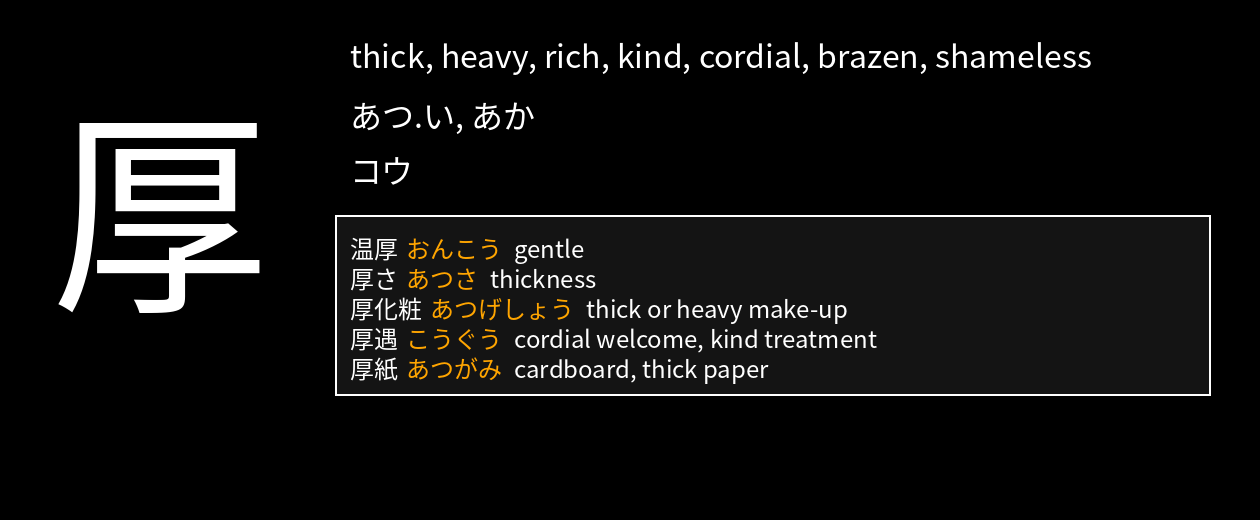 厚
thick, heavy, rich, kind, cordial, brazen, shameless
あつ.い, あか
コウ
温厚 おんこう gentle
厚さ あつさ thickness
厚化粧 あつげしょう thick or heavy make-up
厚遇 こうぐう cordial welcome, kind treatment
厚紙 あつがみ cardboard, thick paper